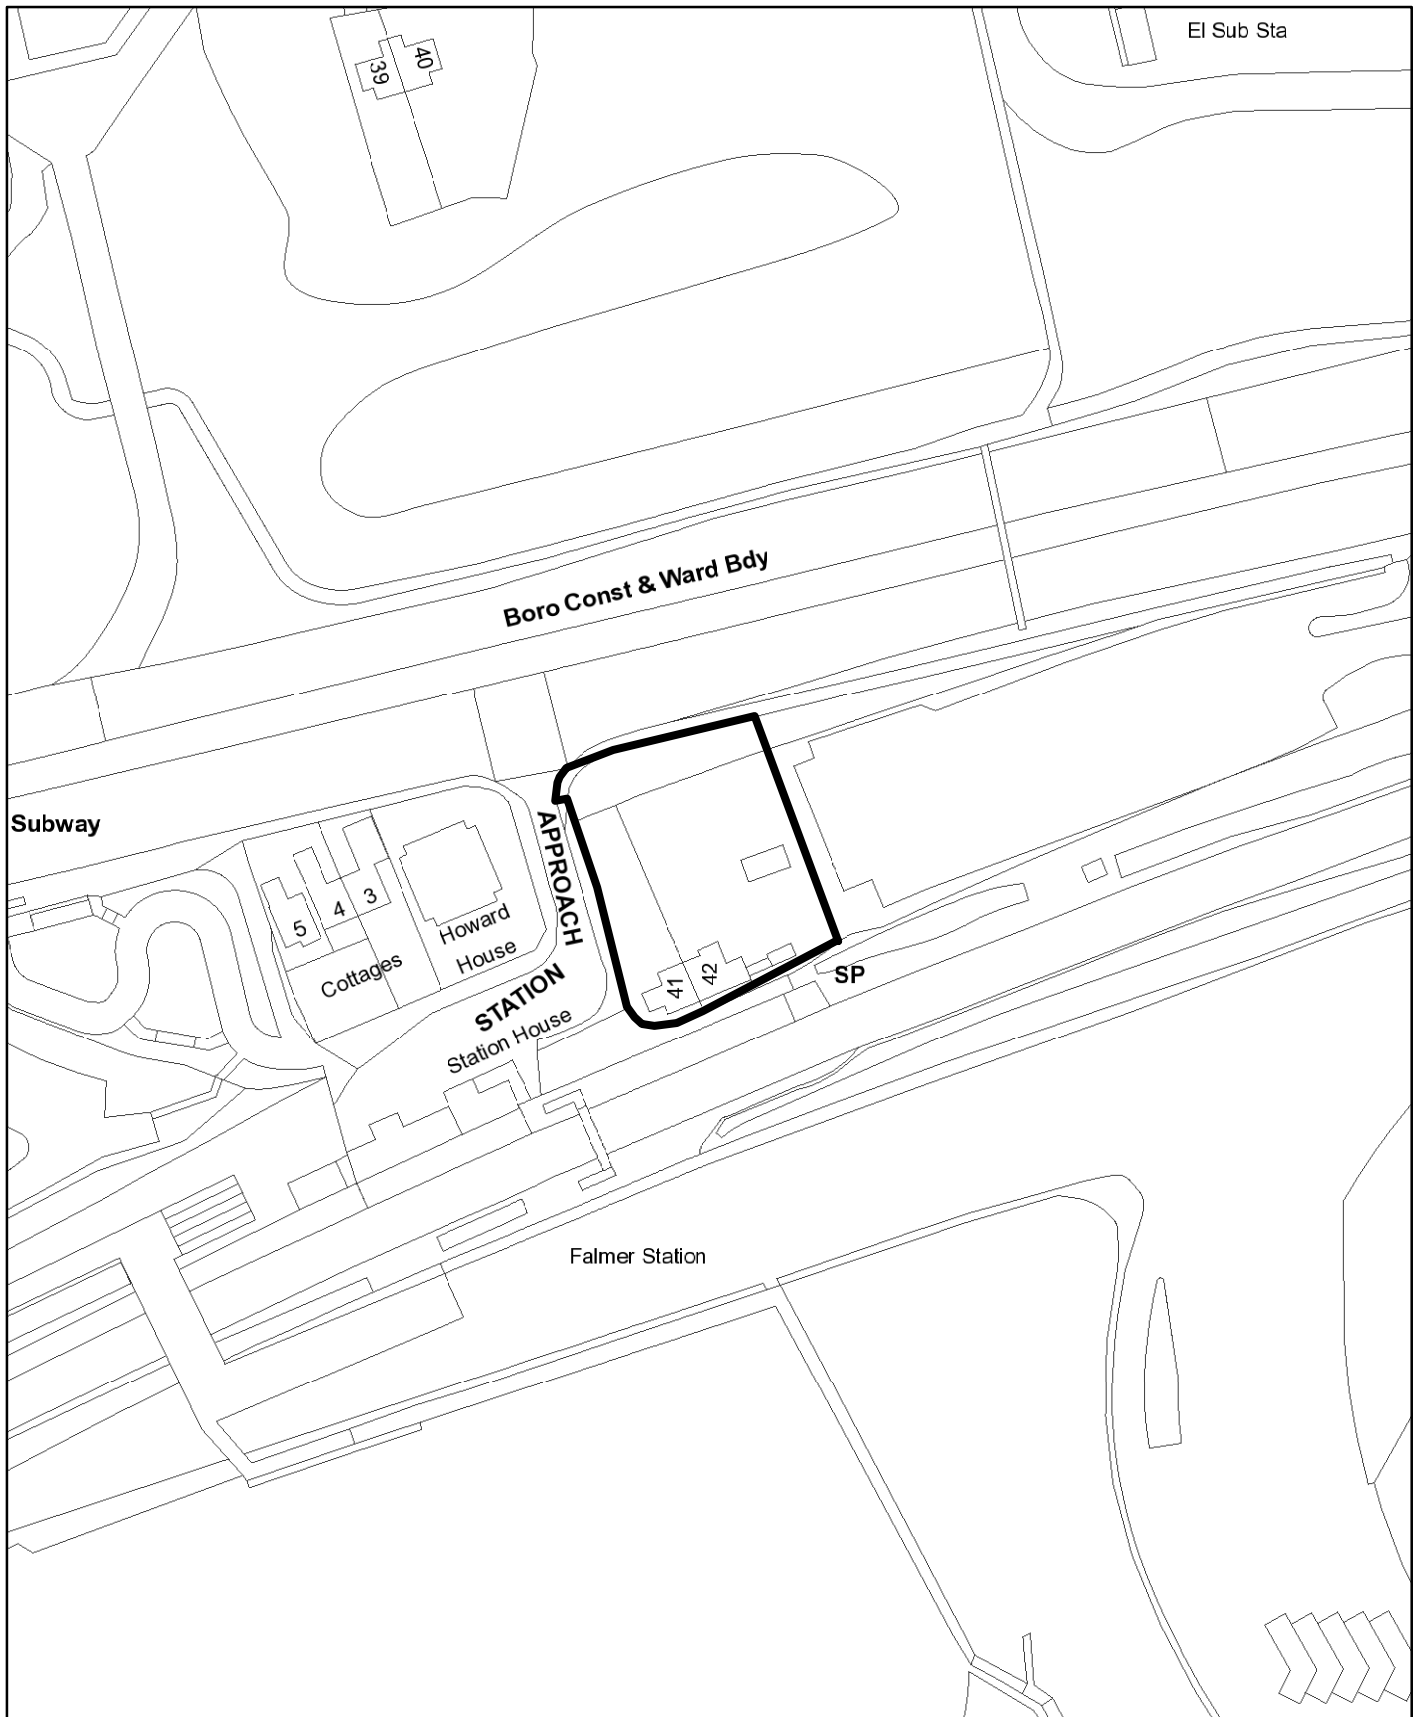 El Sub Sta
39
40
Boro Const & Ward Bdy
Subway
APPROACH
5
4
3
Howard
House
Cottages
STATION
Station House
41
42
SP
Falmer Station